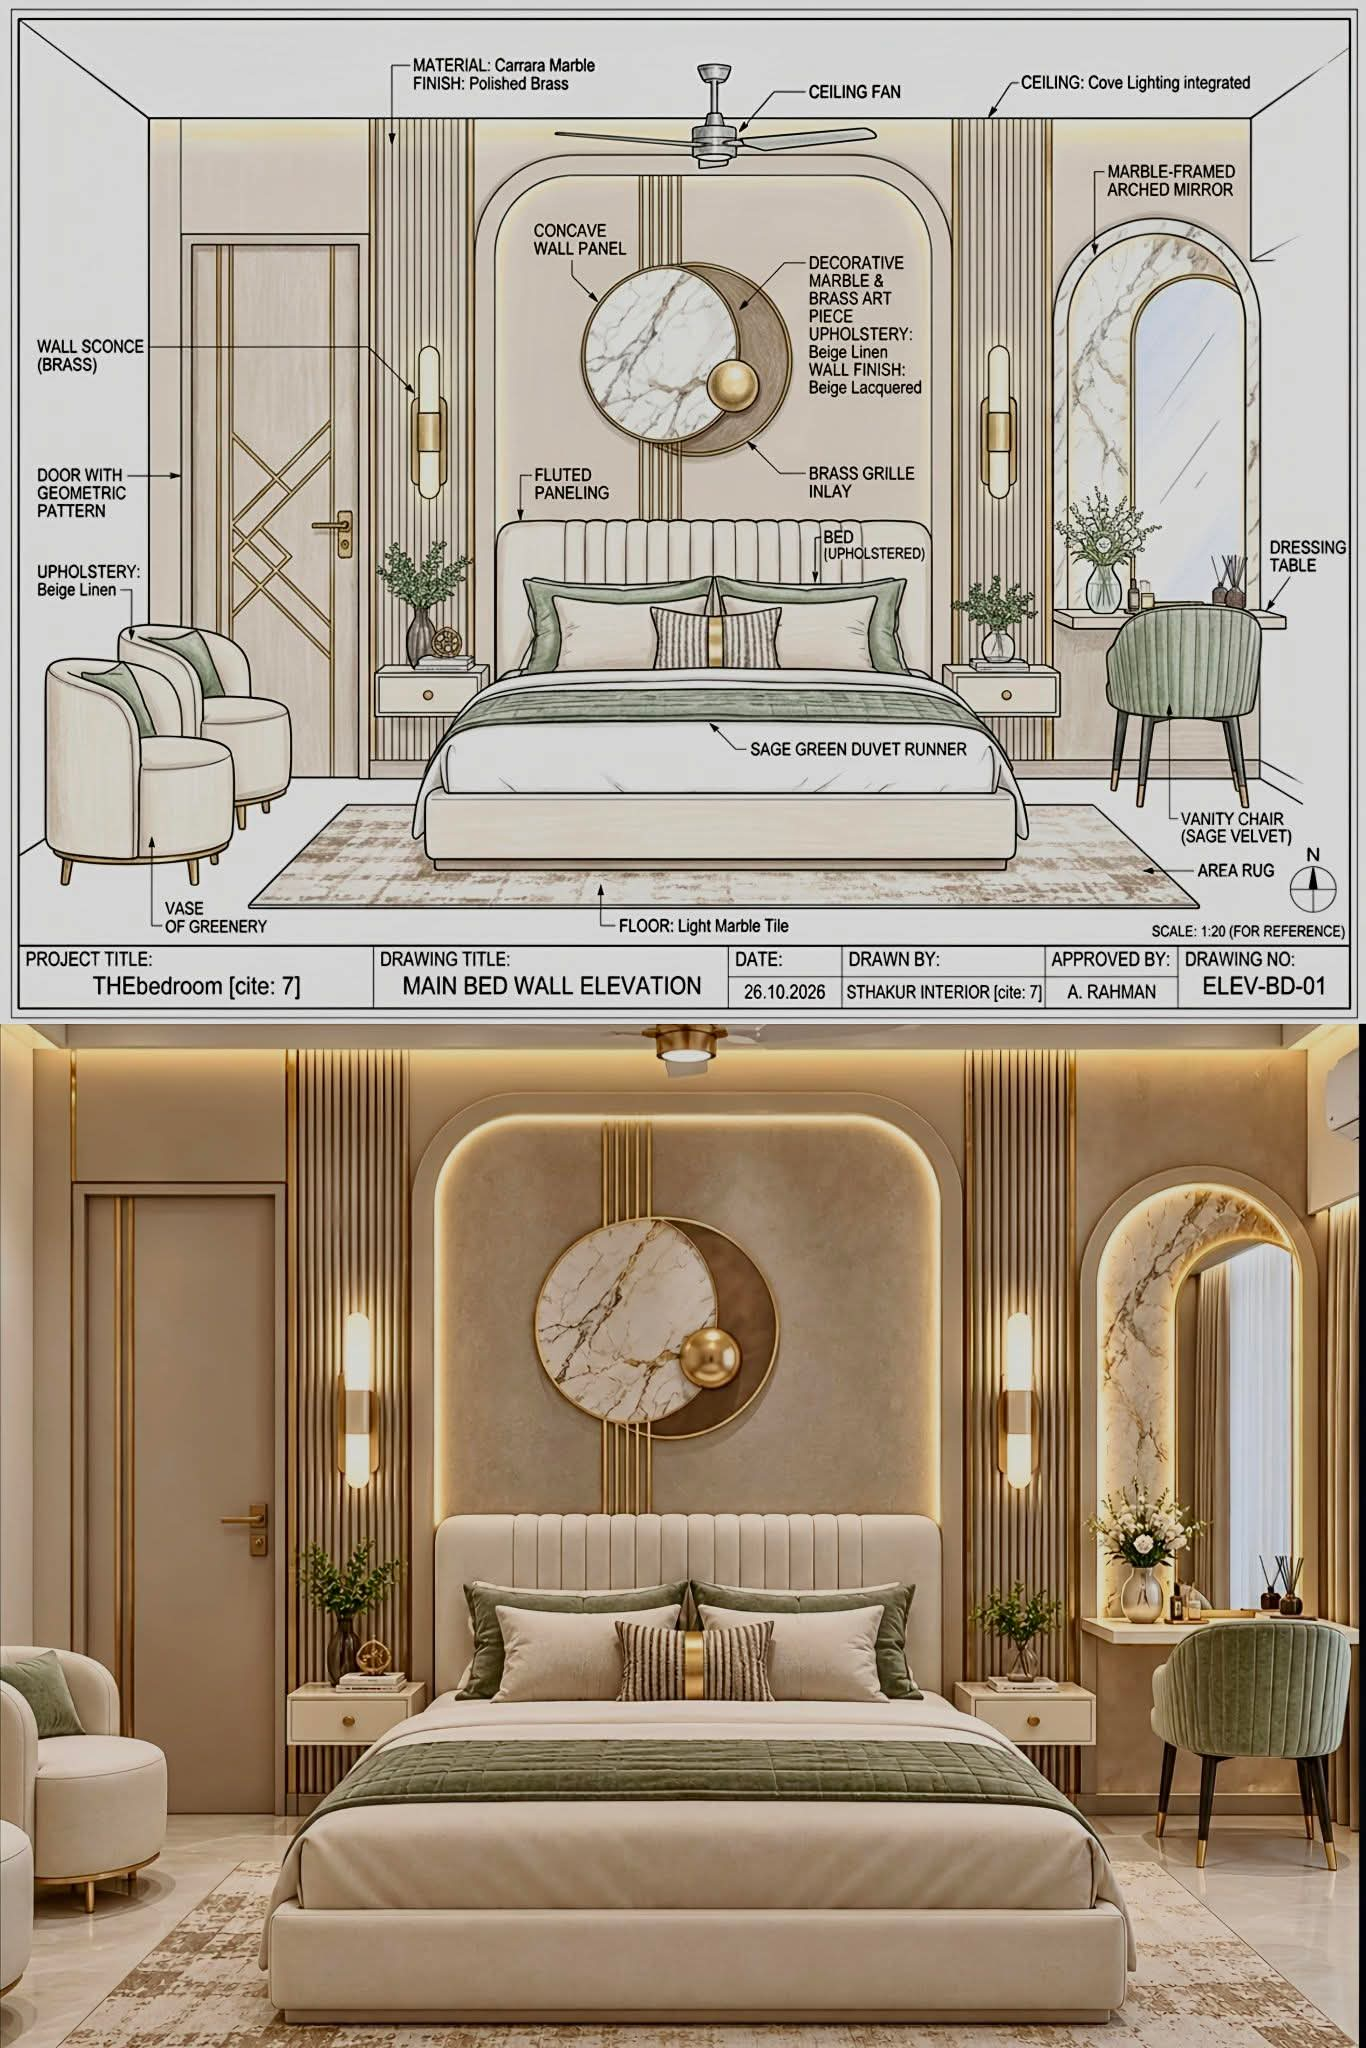 MATERIAL: Carrara Marble
FINISH: Polished Brass
CEILING FAN
CEILING: Cove Lighting integrated
MARBLE-FRAMED
ARCHED MIRROR
CONCAVE
WALL PANEL
DECORATIVE
MARBLE &
BRASS ART
PIECE
UPHOLSTERY:
Beige Linen
WALL FINISH:
Beige Lacquered
WALL SCONCE
(BRASS)
DOOR WITH
GEOMETRIC
PATTERN
FLUTED
PANELING
BRASS GRILLE
INLAY
BED
(UPHOLSTERED)
DRESSING
TABLE
UPHOLSTERY:
Beige Linen
SAGE GREEN DUVET RUNNER
VANITY CHAIR
(SAGE VELVET)
AREA RUG
N
VASE
OF GREENERY
FLOOR: Light Marble Tile
SCALE: 1:20 (FOR REFERENCE)
PROJECT TITLE:
THEbedroom [cite: 7]
DRAWING TITLE:
MAIN BED WALL ELEVATION
DATE:
26.10.2026
DRAWN BY:
STHAKUR INTERIOR [cite: 7]
APPROVED BY:
A. RAHMAN
DRAWING NO:
ELEV-BD-01